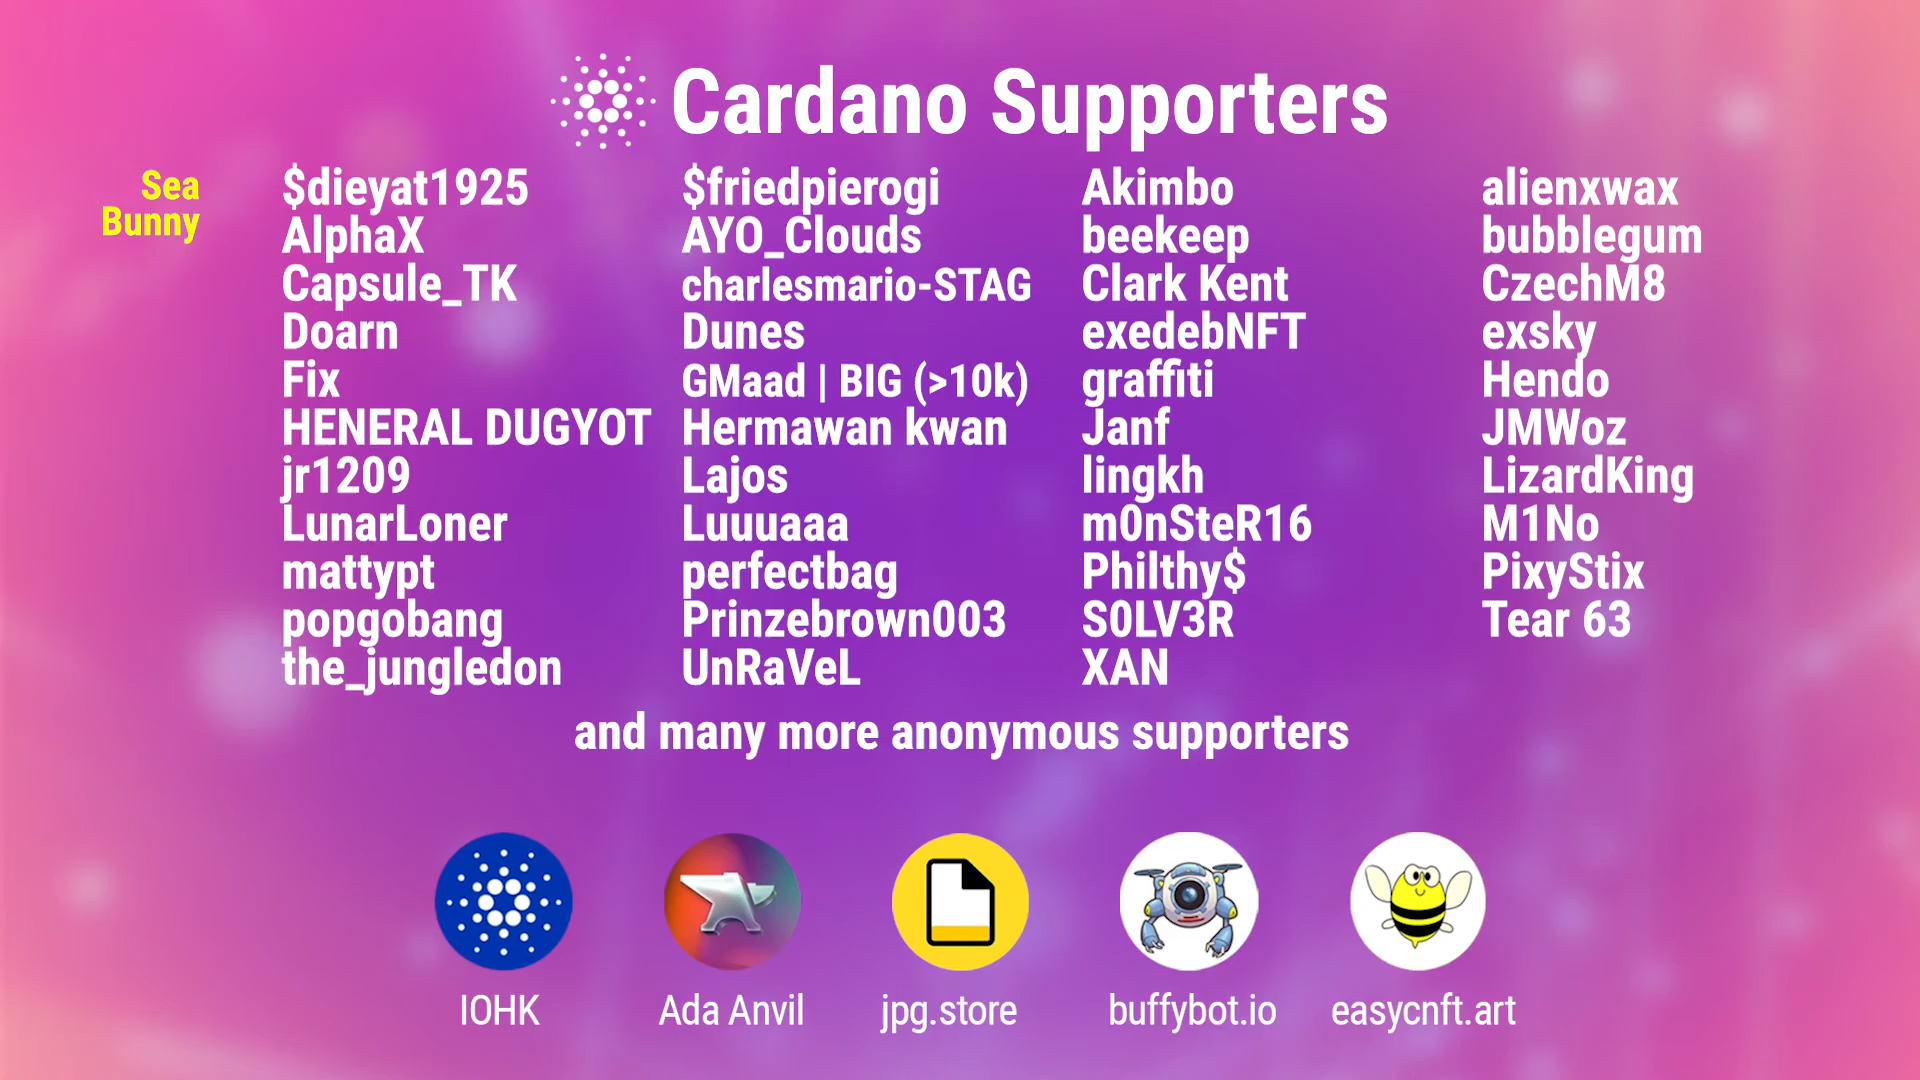 Cardano Supporters
Sea
Bunny
$dieyat1925
AlphaX
Capsule_TK
Doarn
Fix
HENERAL DUGYOT
jr1209
LunarLoner
mattypt
popgobang
the_jungledon
$friedpierogi
AYO_Clouds
charlesmario-STAG
Dunes
GMaad | BIG (>10k)
Hermawan kwan
Lajos
Luuuaaa
perfectbag
Prinzebrown003
UnRaVeL
Akimbo
beekeep
Clark Kent
exedebNFT
graffiti
Janf
lingkh
m0nSteR16
Philthy$
S0LV3R
XAN
alienxwax
bubblegum
CzechM8
exsky
Hendo
JMWoz
LizardKing
M1No
PixyStix
Tear 63
and many more anonymous supporters
IOHK
Ada Anvil
jpg.store
buffybot.io
easycnft.art